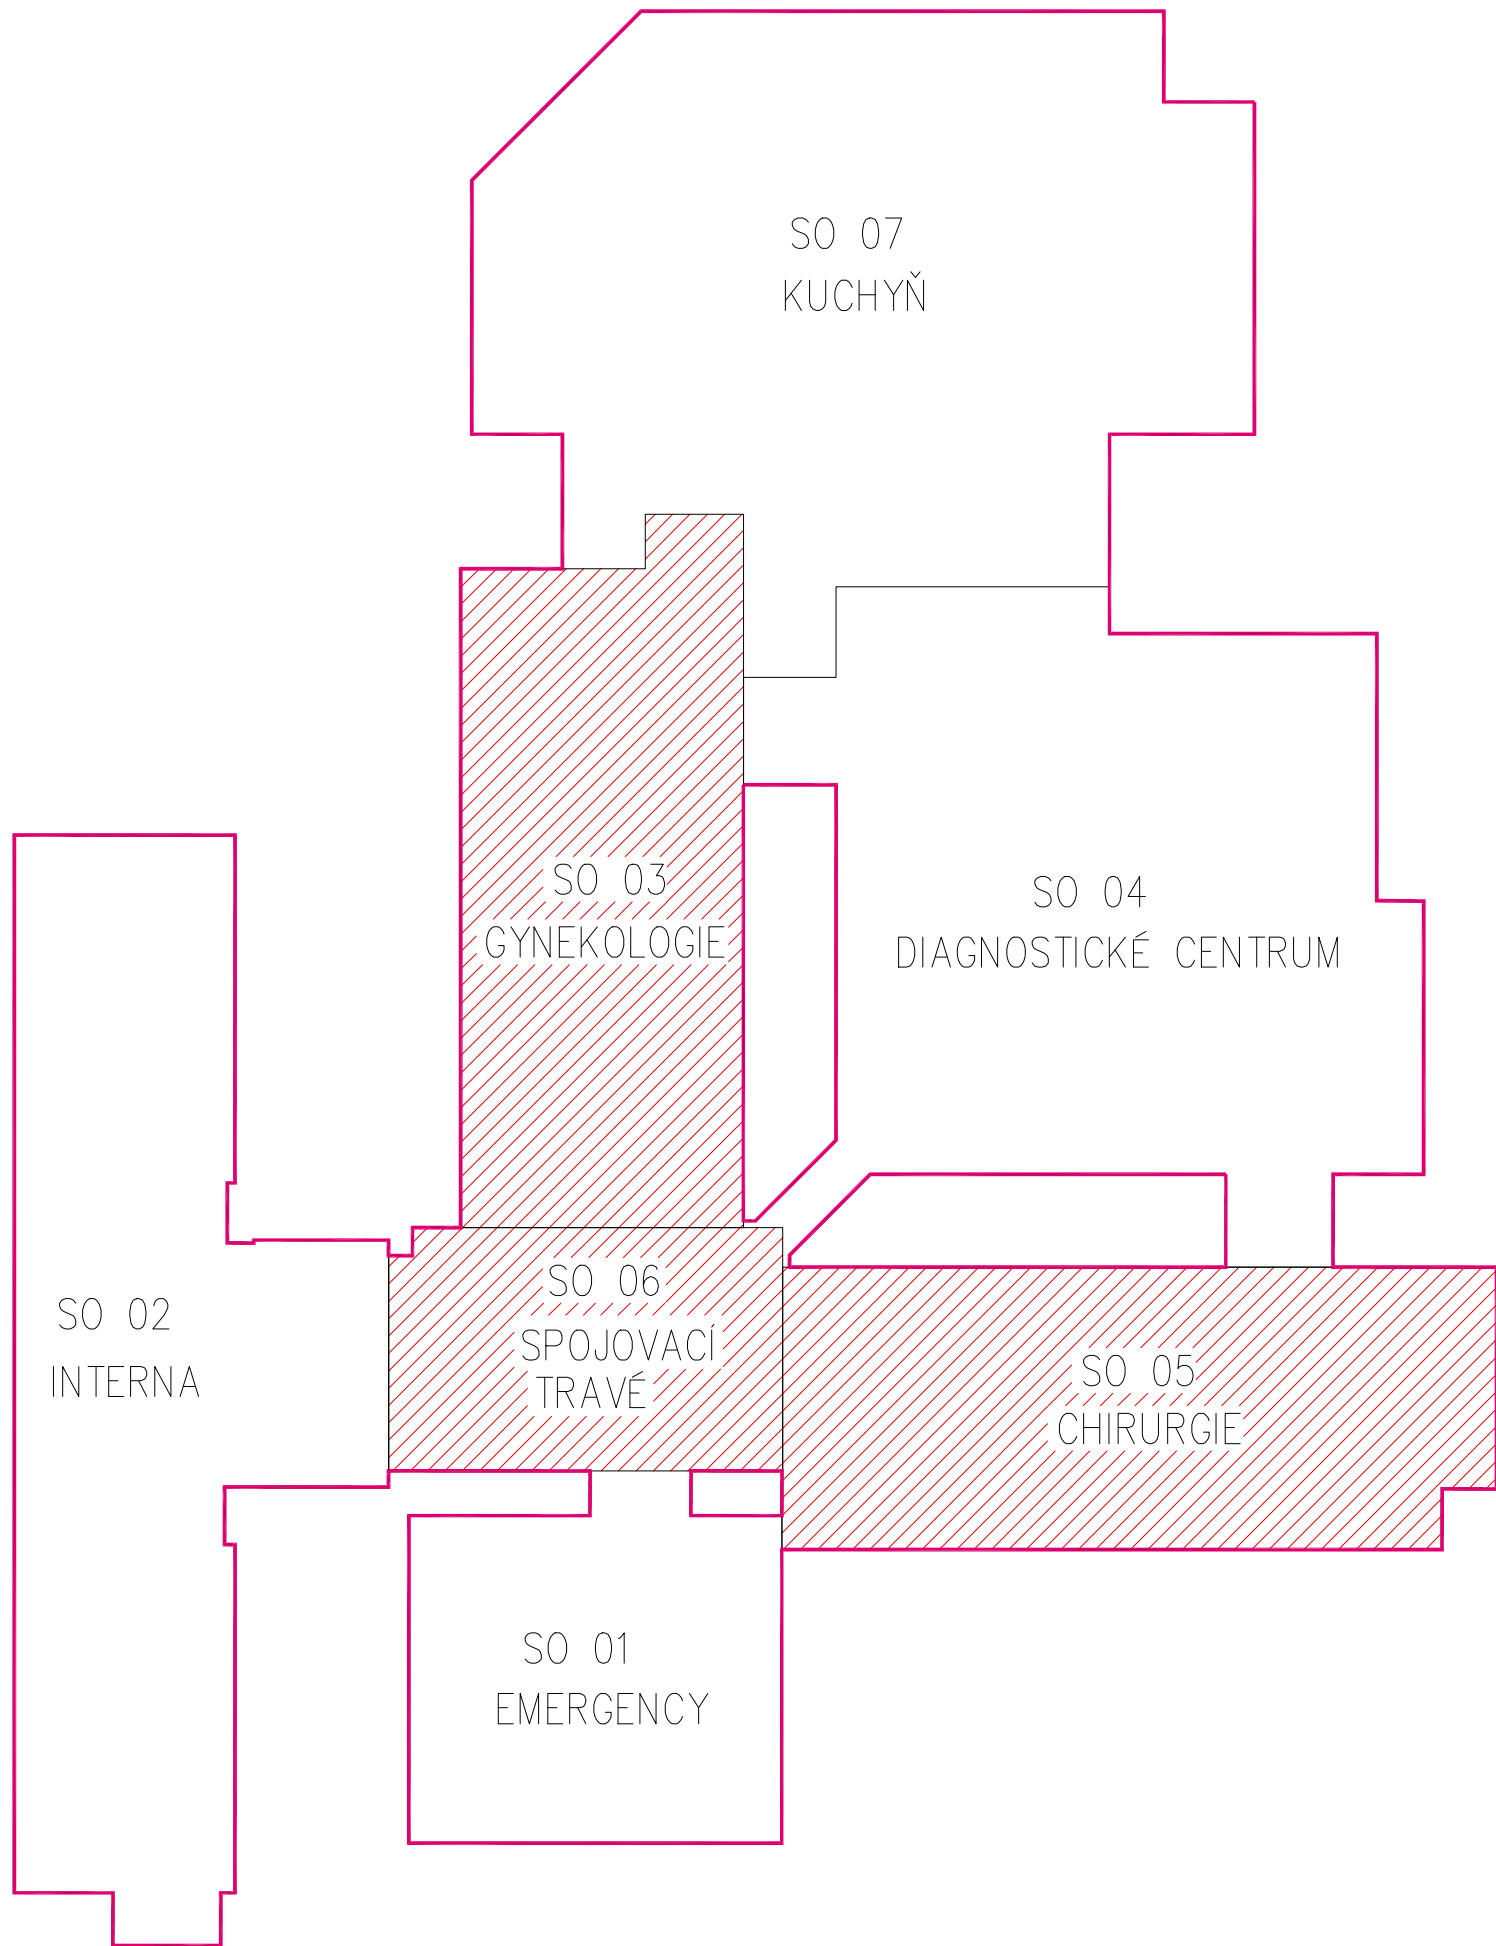 SO 07
KUCHYŇ
SO 03
GYNEKOLOGIE
SO 04
DIAGNOSTICKÉ CENTRUM
SO 02
INTERNA
SO 06
SPOJOVACÍ
TRAVÉ
SO 05
CHIRURGIE
SO 01
EMERGENCY